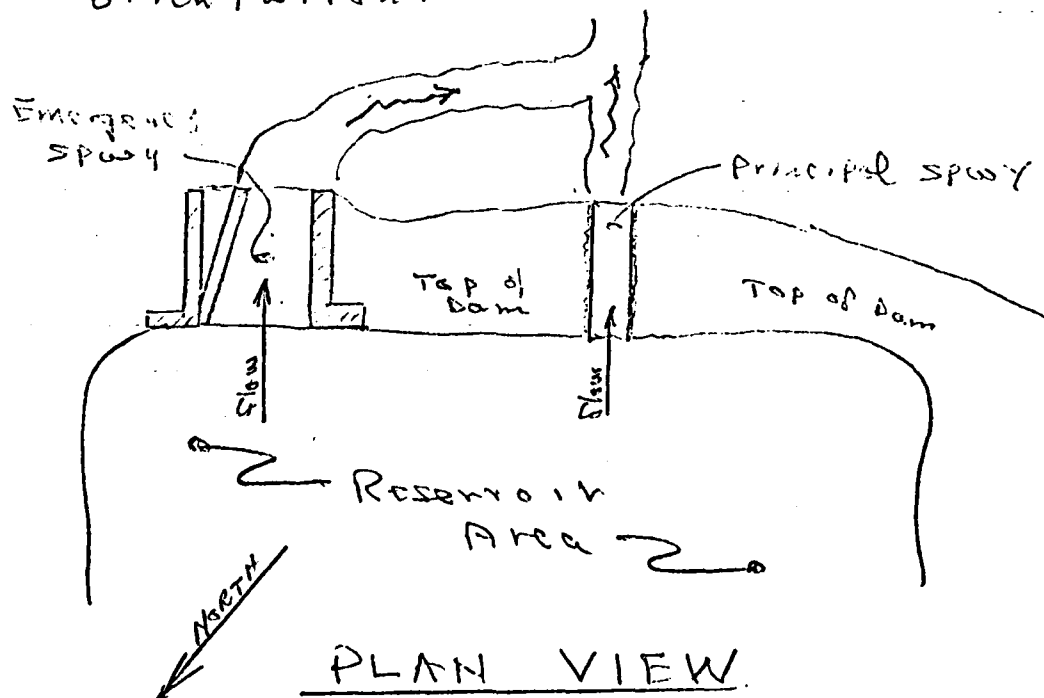 Emergency
spwy
Principal spwy
Top of
Dam
Top of Dam
Flow
Flow
Reservoir
Area
NORTH
PLAN VIEW